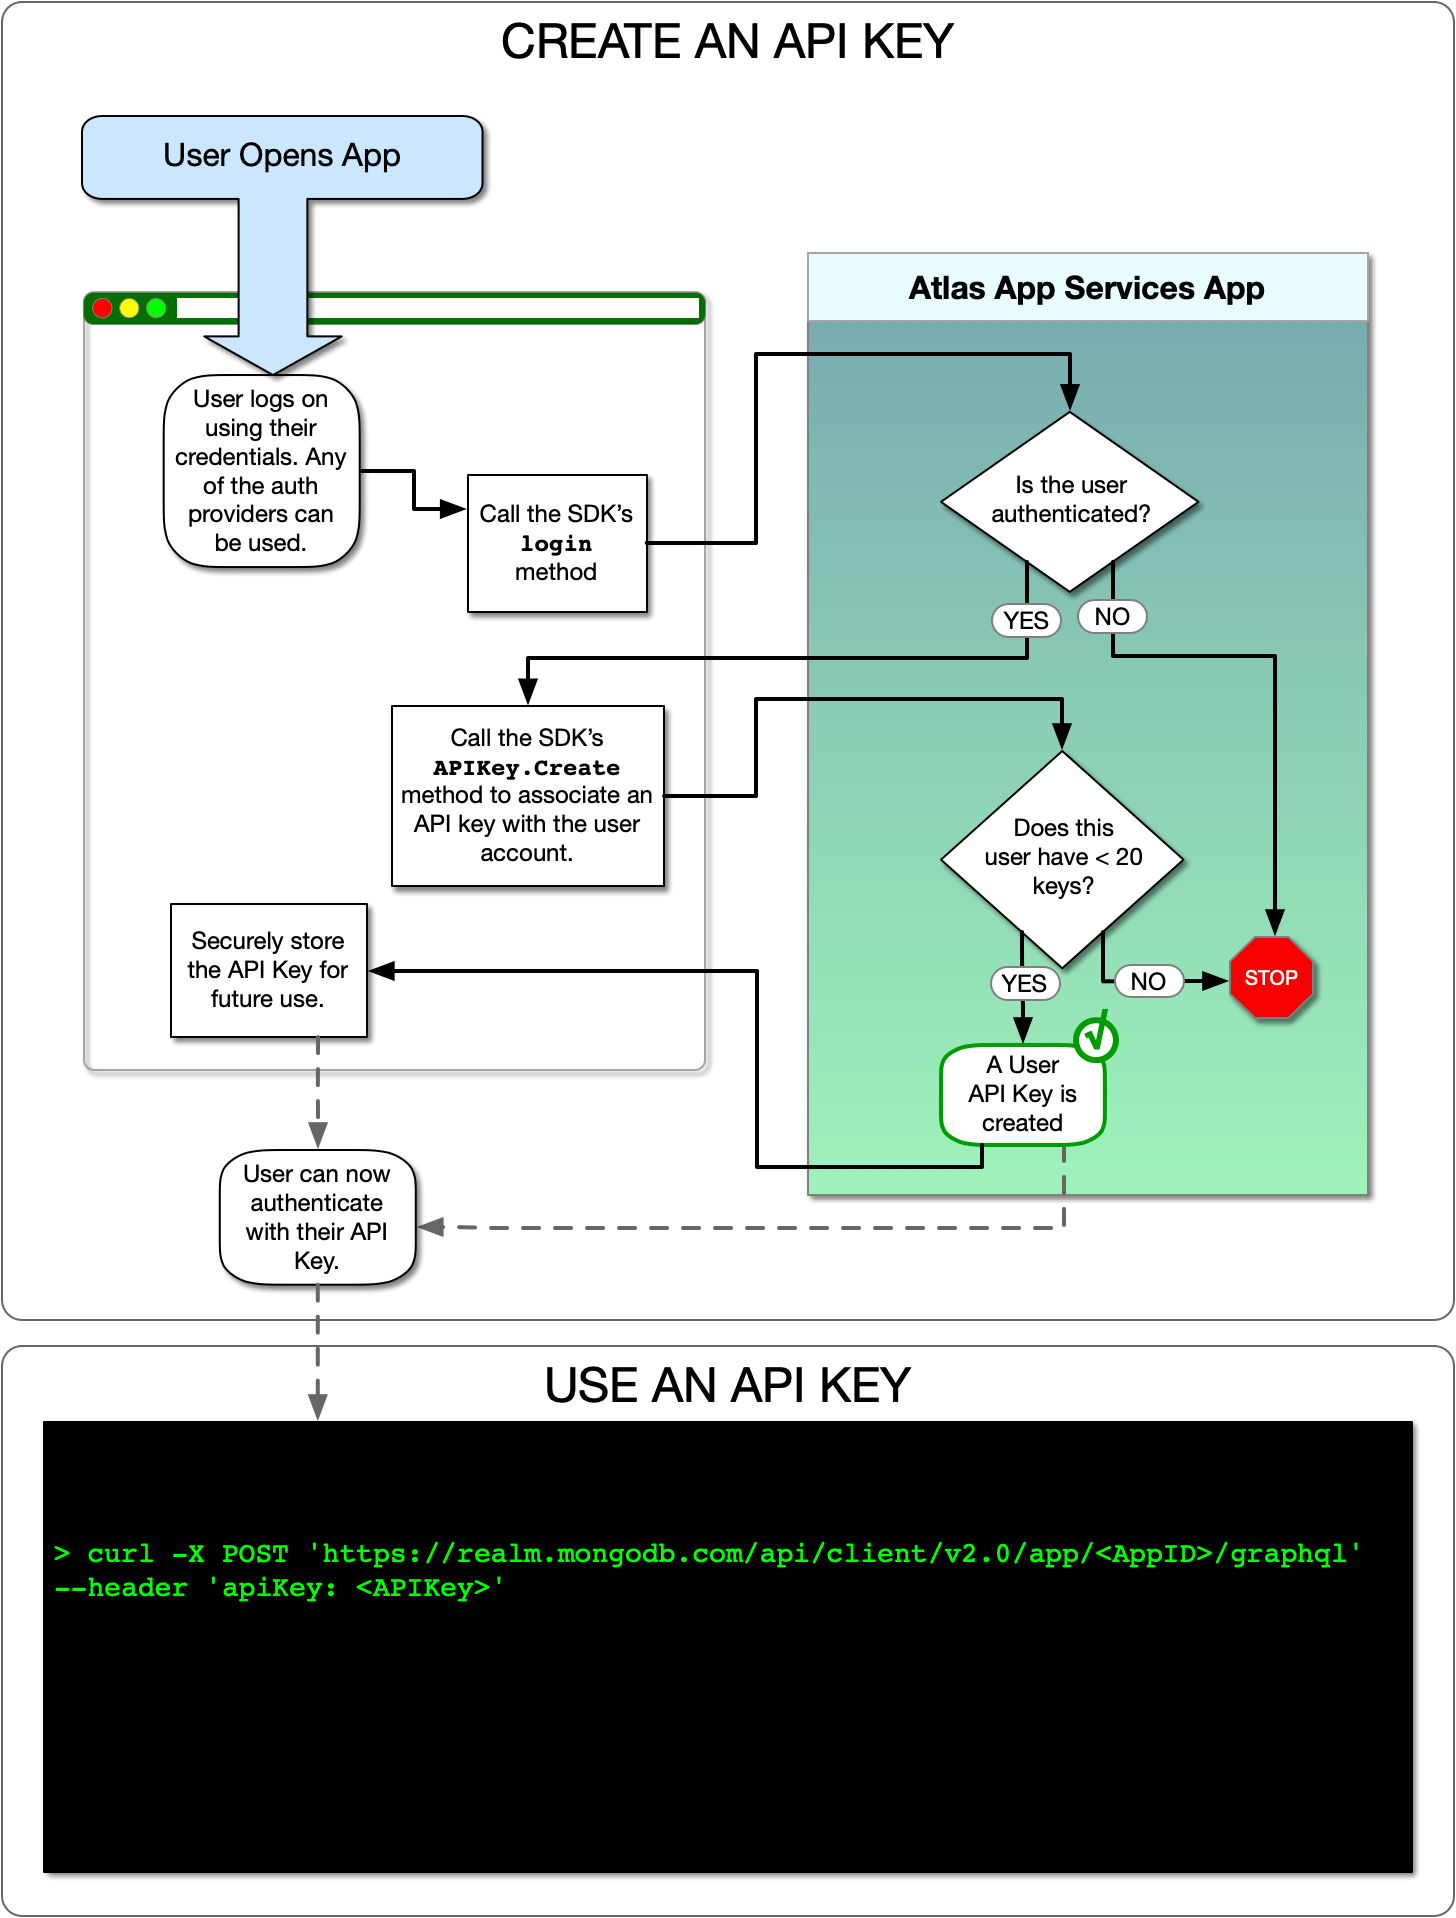 CREATE AN API KEY
User Opens App
Atlas App Services App
User logs on
using their
credentials. Any
of the auth
providers can
be used.
Call the SDK’s
login
method
Is the user
authenticated?
YES
NO
Call the SDK’s
APIKey.Create
method to associate an
API key with the user
account.
Does this
user have < 20
keys?
YES
NO
STOP
Securely store
the API Key for
future use.
√
A User
API Key is
created
User can now
authenticate
with their API
Key.
USE AN API KEY
> curl -X POST 'https://realm.mongodb.com/api/client/v2.0/app/<AppID>/graphql'
--header 'apiKey: <APIKey>'